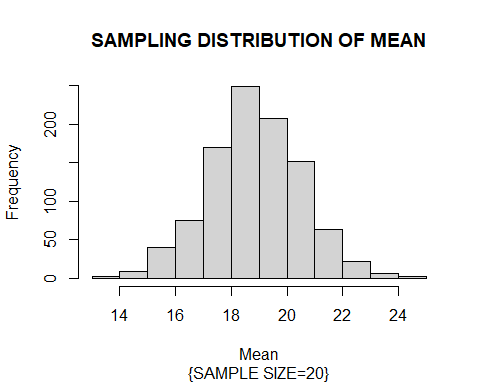 SAMPLING DISTRIBUTION OF MEAN
Frequency
200
100
50
0
14 16 18 20 22 24
Mean
{SAMPLE SIZE=20}